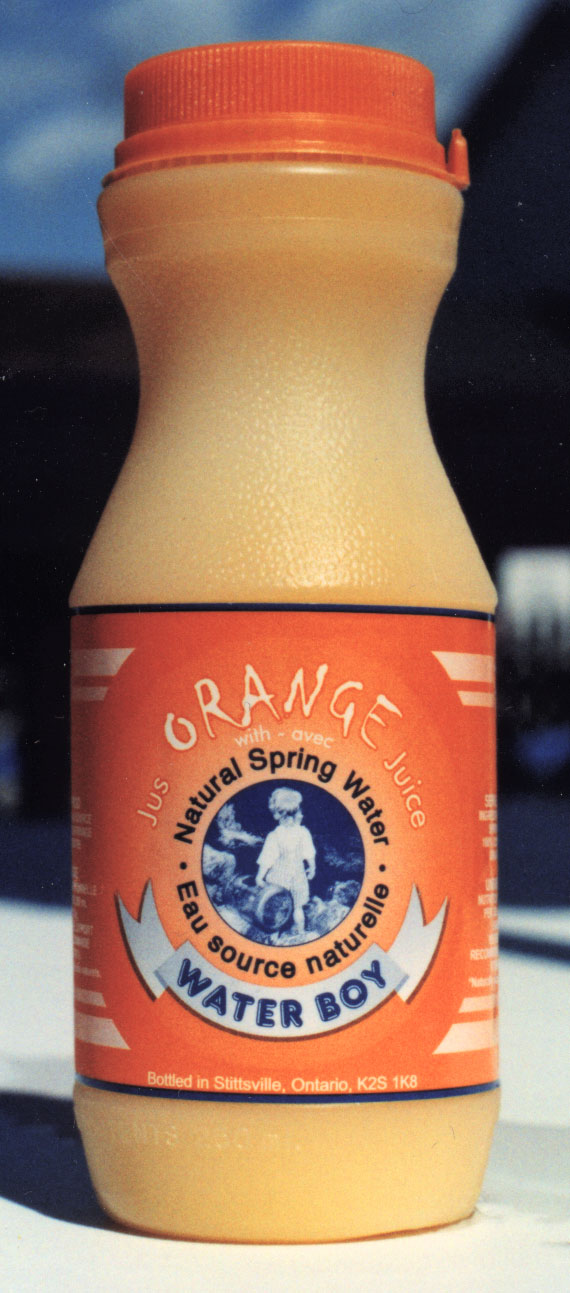 Jus ORANGE Juice
with - avec
Natural Spring Water
• Eau source naturelle •
WATER BOY
Bottled in Stittsville, Ontario, K2S 1K8